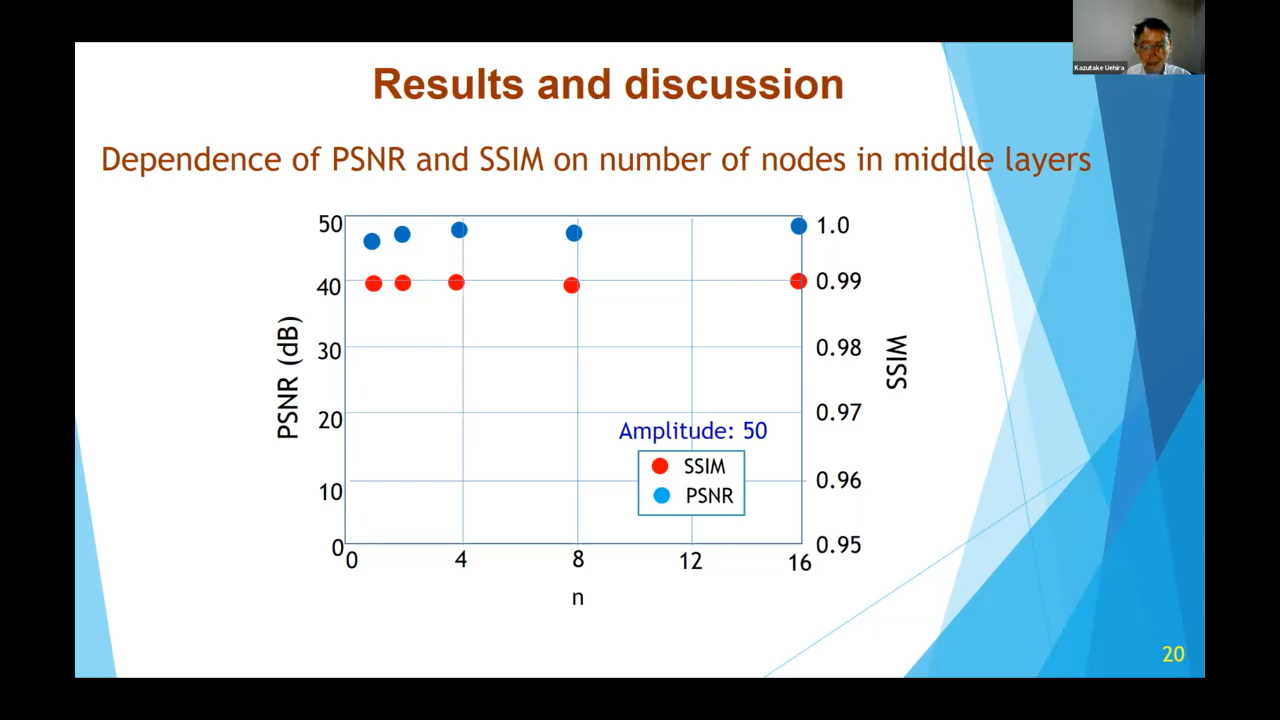 Kazutake Uehira
Results and discussion
Dependence of PSNR and SSIM on number of nodes in middle layers
50
40
30
20
10
0
PSNR (dB)
1.0
0.99
0.98
0.97
0.96
0.95
SSIM
Amplitude: 50
SSIM
PSNR
0
4
8
12
16
n
20